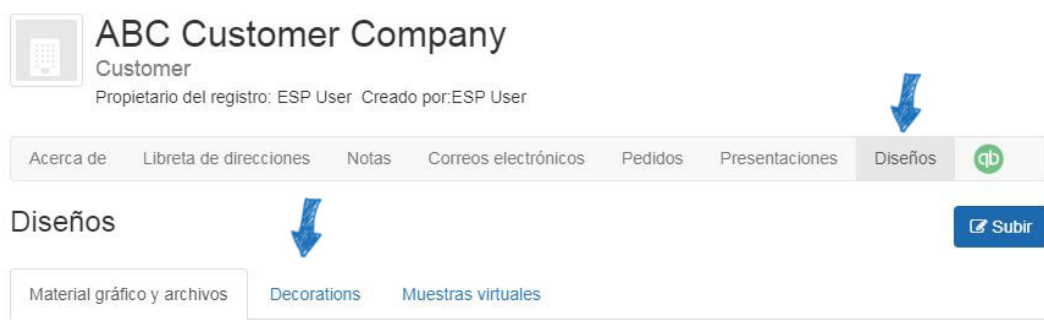 ABC Customer Company
Customer
Propietario del registro: ESP User Creado por:ESP User
Acerca de Libreta de direcciones Notas Correos electrónicos Pedidos Presentaciones Diseños qb
Diseños
Subir
Material gráfico y archivos Decorations Muestras virtuales